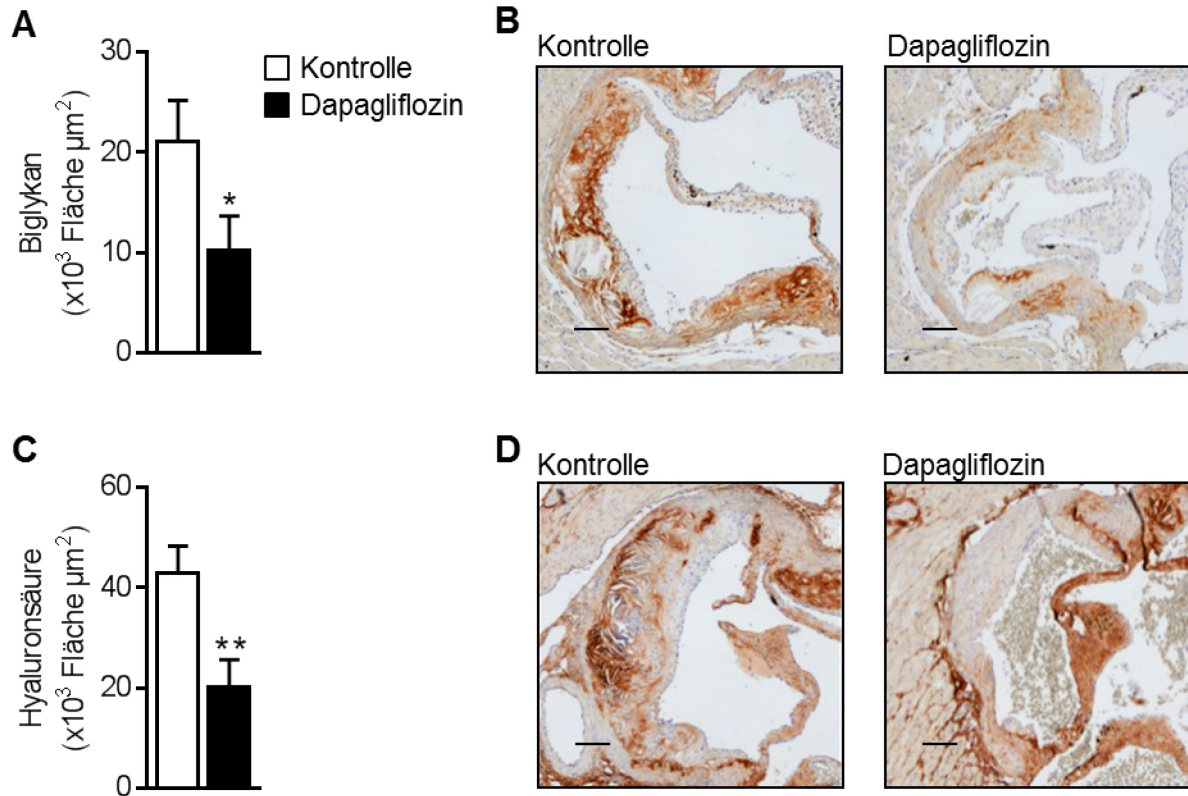 A
30
20
10
0
Biglykan
(x10³ Fläche µm²)
Kontrolle
Dapagliflozin
*
B
Kontrolle
Dapagliflozin
C
60
40
20
0
Hyaluronsäure
(x10³ Fläche µm²)
**
D
Kontrolle
Dapagliflozin